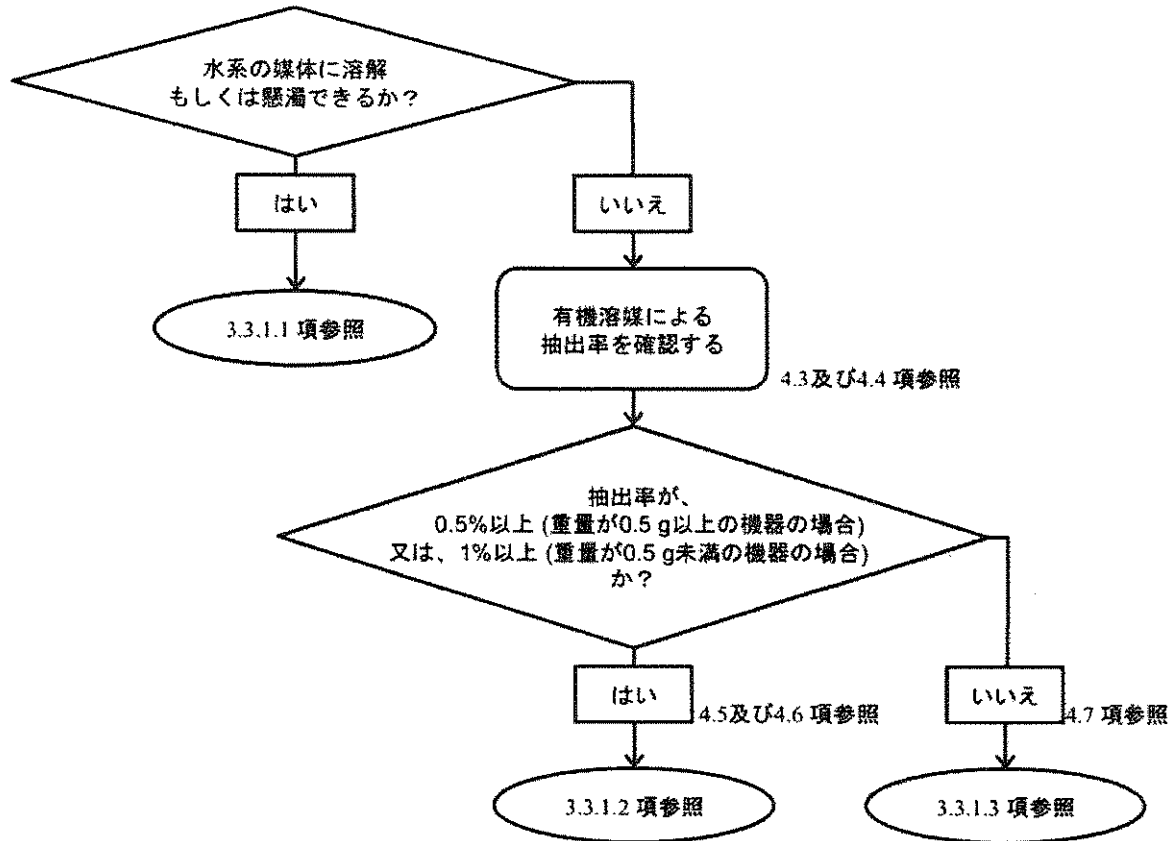 水系の媒体に溶解
もしくは懸濁できるか？
はい
いいえ
3.3.1.1 項参照
有機溶媒による
抽出率を確認する
4.3及び4.4 項参照
抽出率が、
0.5%以上 (重量が0.5 g以上の機器の場合)
又は、1%以上 (重量が0.5 g未満の機器の場合)
か？
はい
4.5及び4.6 項参照
いいえ
4.7 項参照
3.3.1.2 項参照
3.3.1.3 項参照